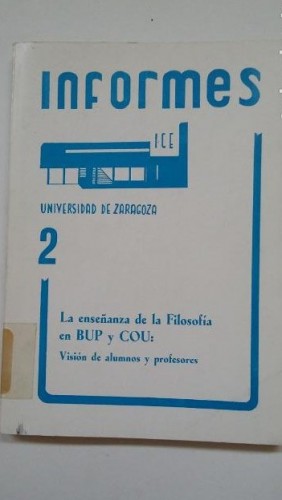 informes
ICE
UNIVERSIDAD DE ZARAGOZA
2
La enseñanza de la Filosofía
en BUP y COU:
Visión de alumnos y profesores